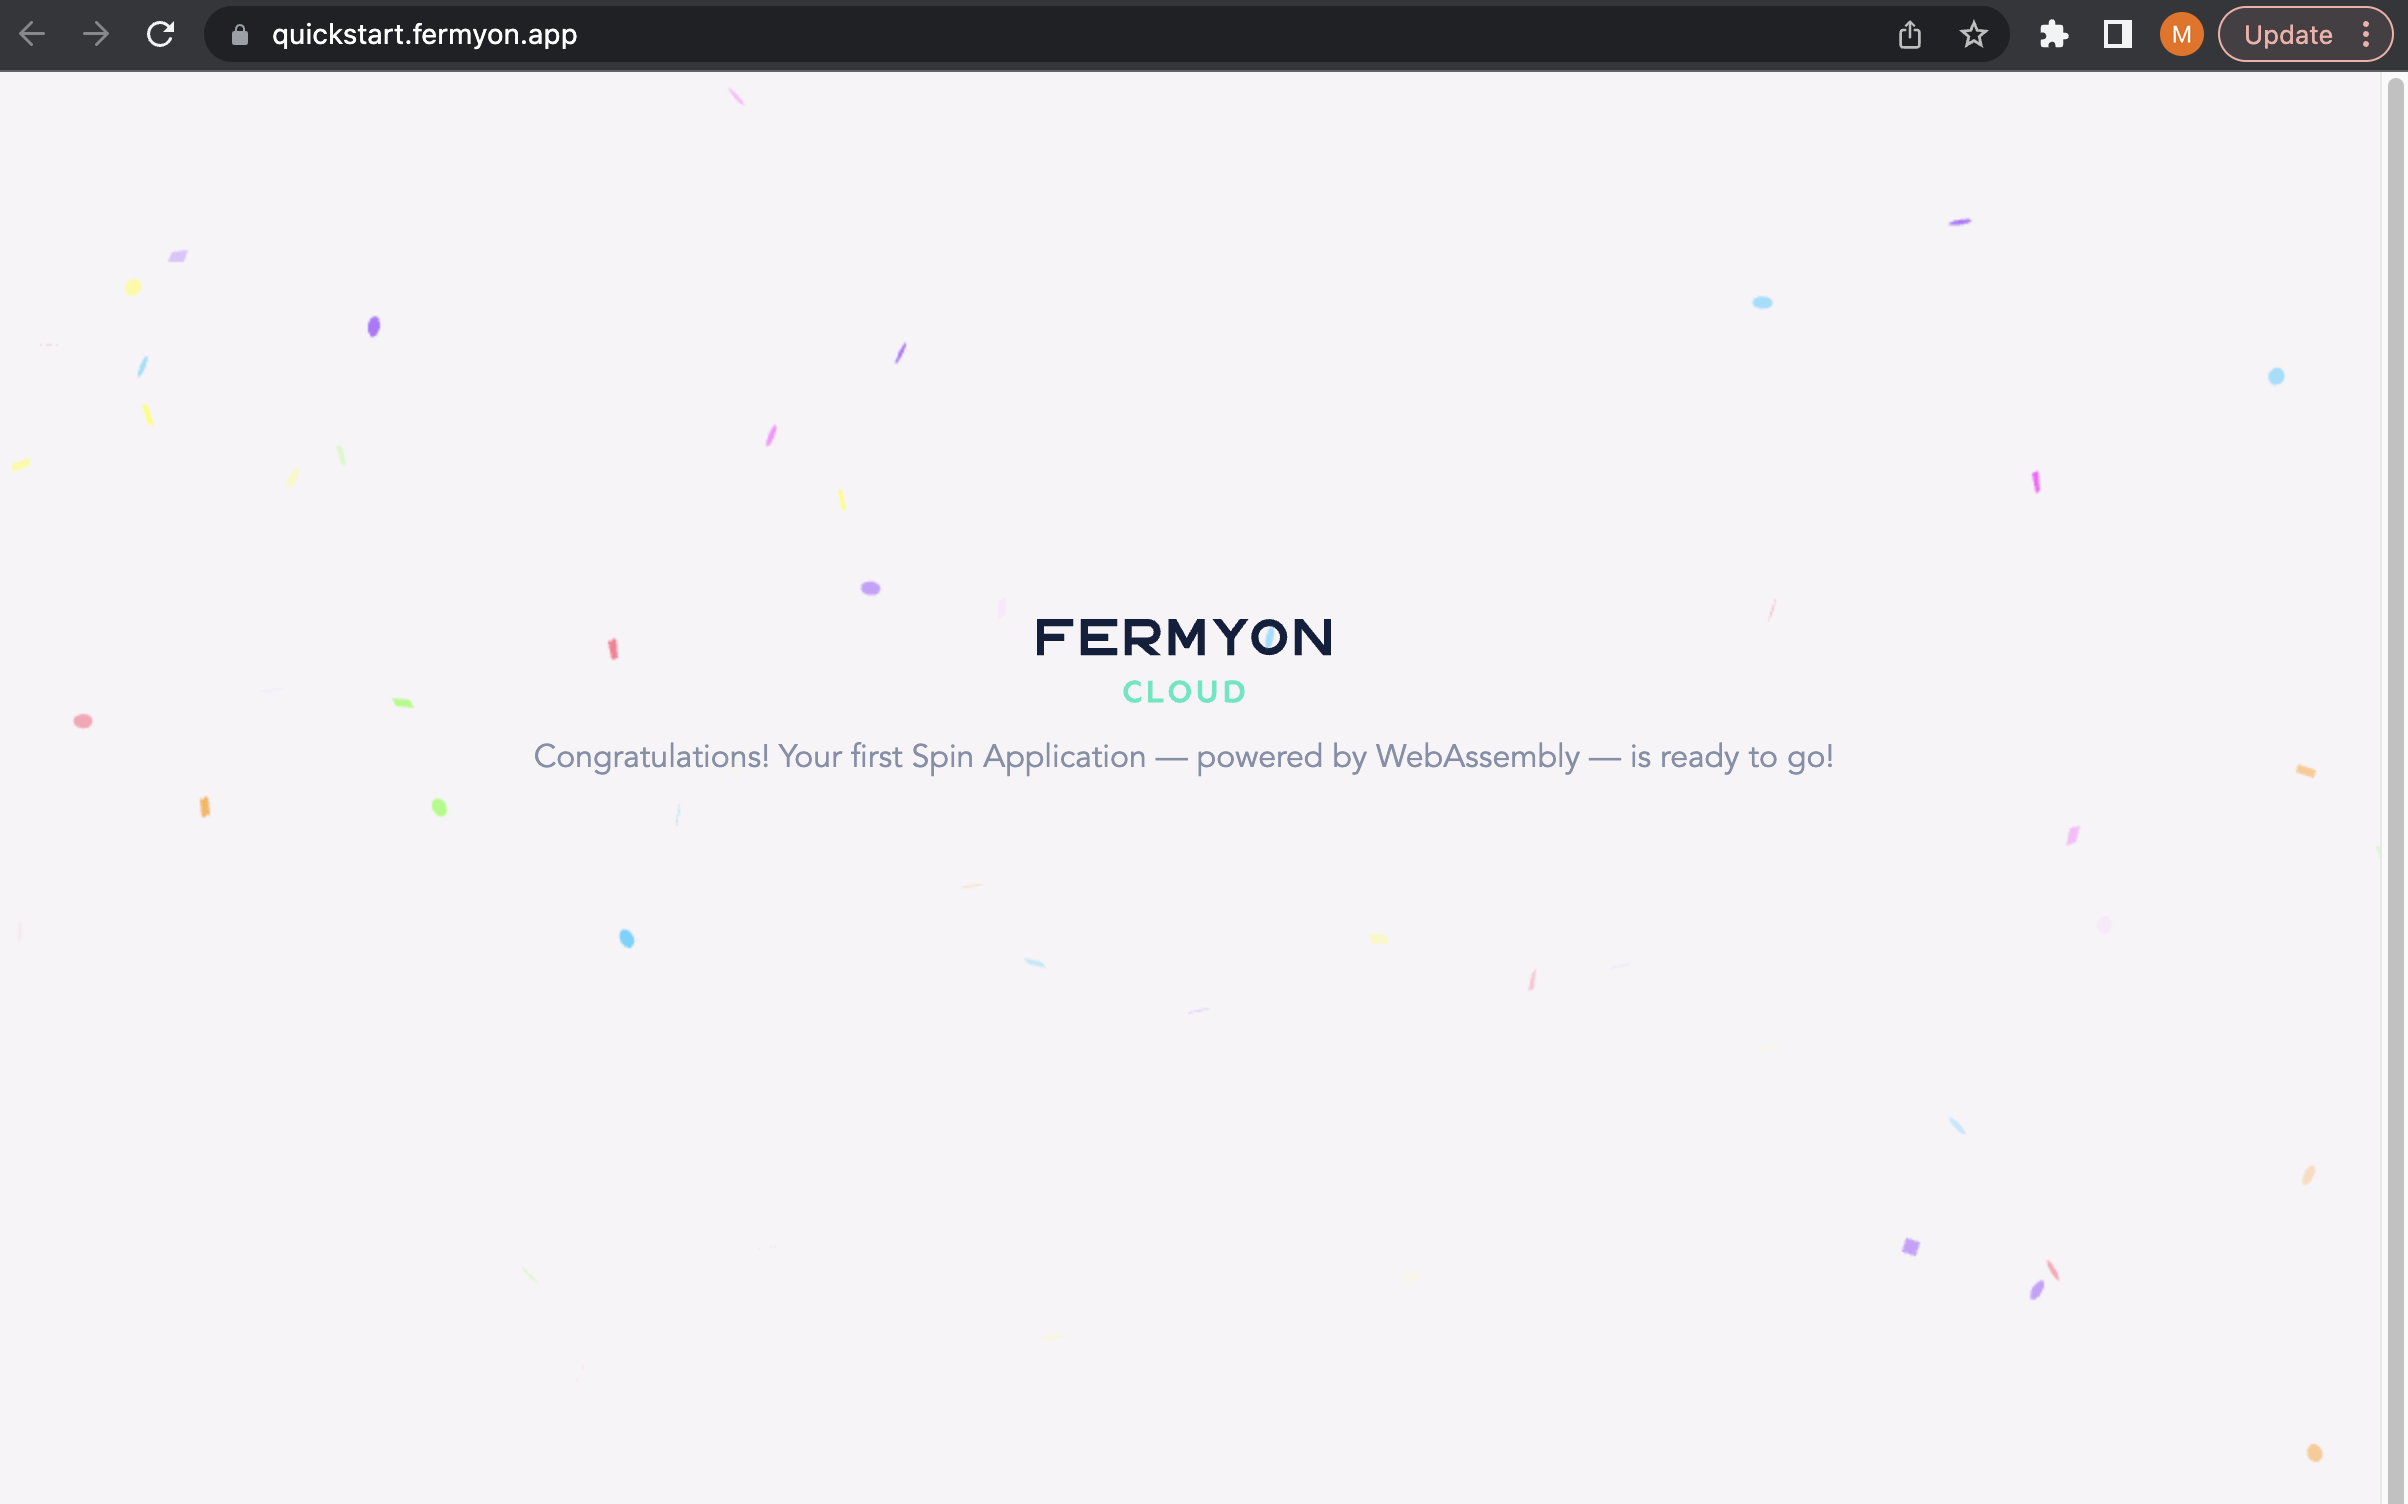 quickstart.fermyon.app
M
Update
FERMYON
CLOUD
Congratulations! Your first Spin Application — powered by WebAssembly — is ready to go!